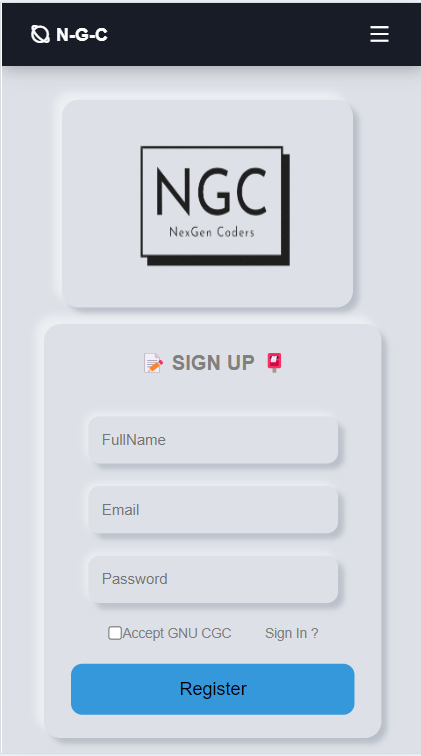 N-G-C
NGC
NexGen Coders
📝 SIGN UP 📮
FullName
Email
Password
Accept GNU CGC Sign In ?
Register